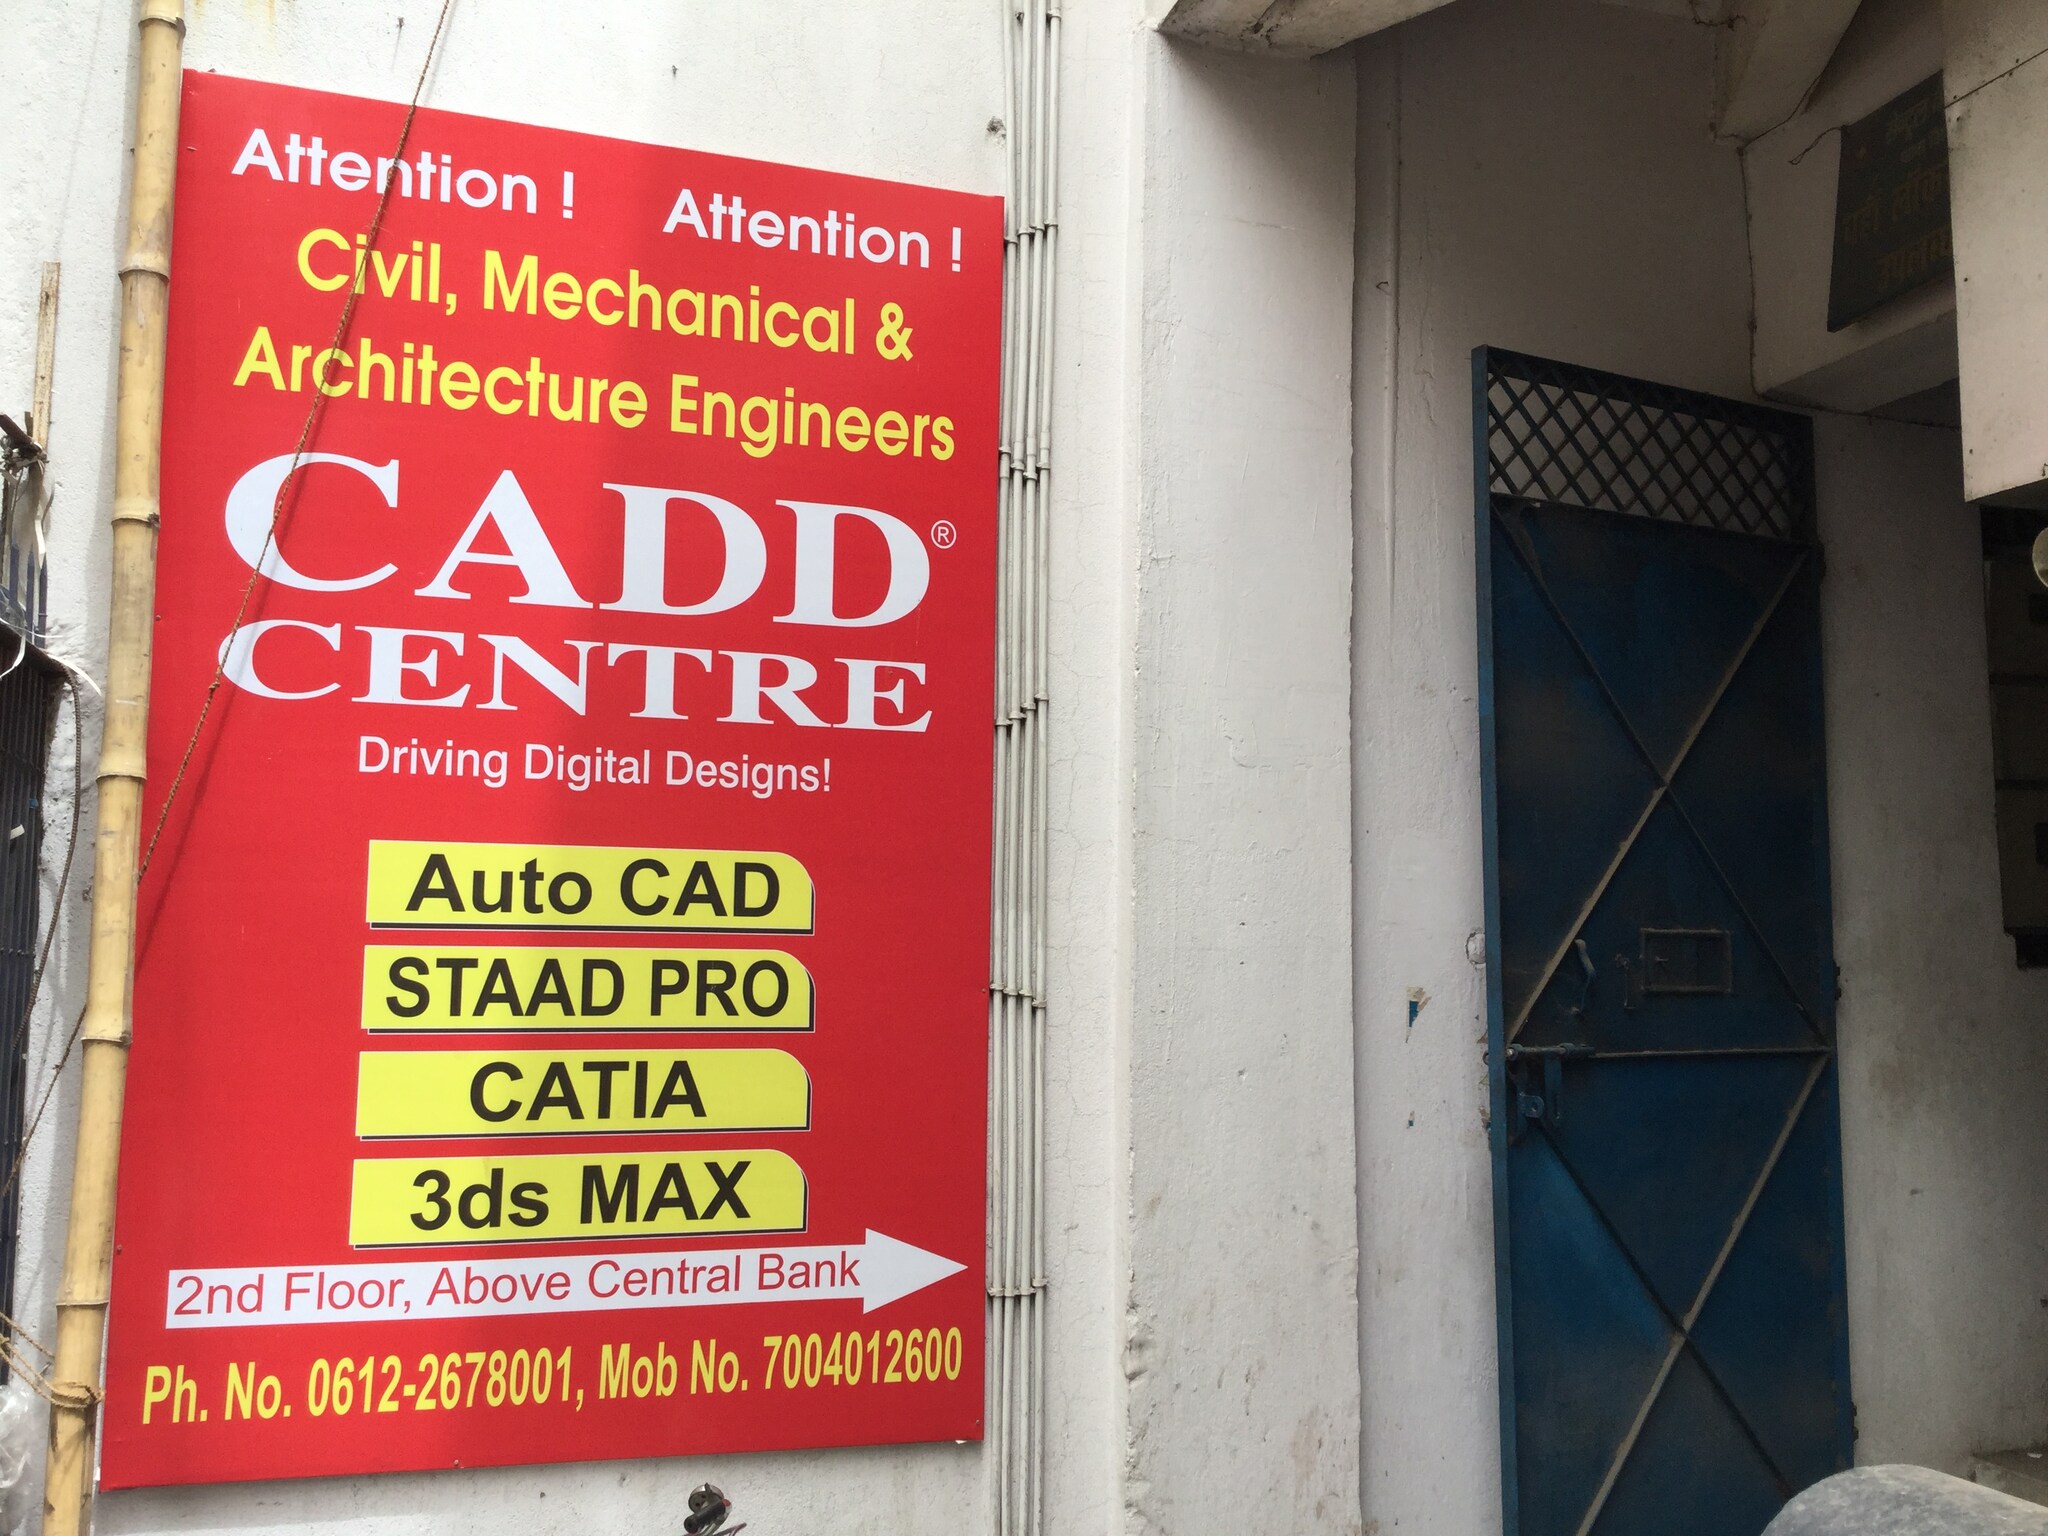 Attention ! Attention !
Civil, Mechanical &
Architecture Engineers
CADD®
CENTRE
Driving Digital Designs!
Auto CAD
STAAD PRO
CATIA
3ds MAX
2nd Floor, Above Central Bank
Ph. No. 0612-2678001, Mob No. 7004012600